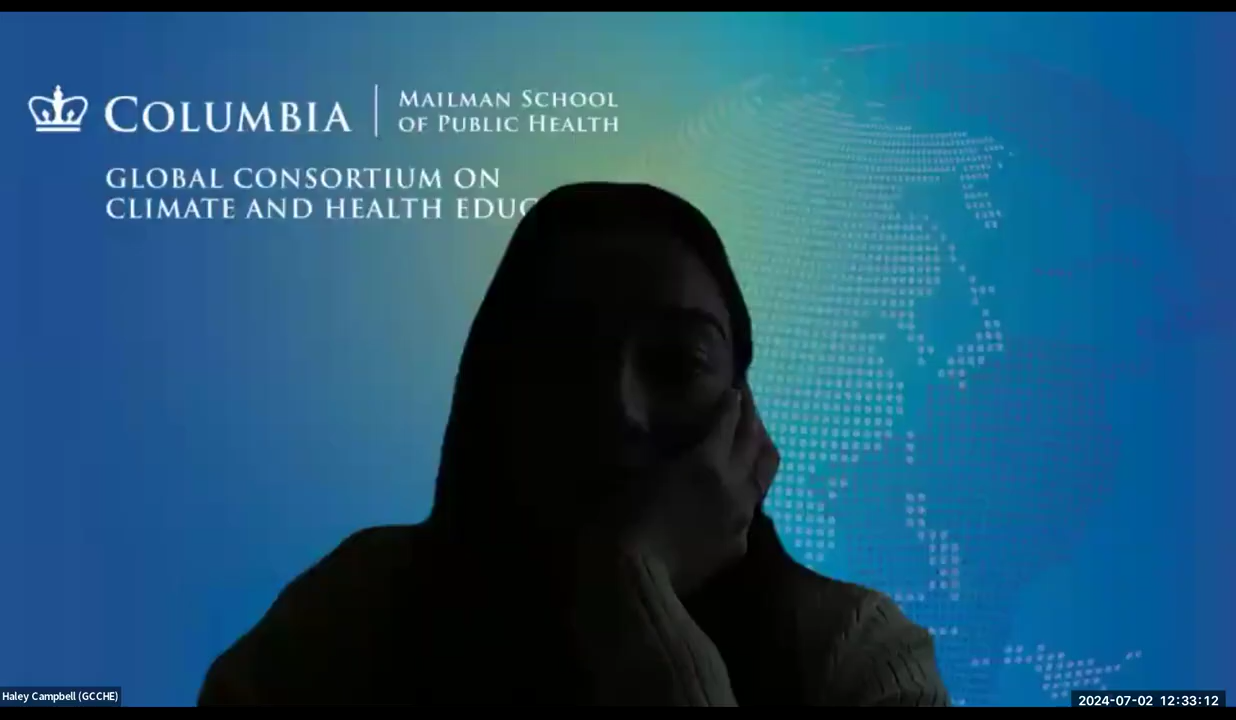 COLUMBIA
MAILMAN SCHOOL
OF PUBLIC HEALTH
GLOBAL CONSORTIUM ON
CLIMATE AND HEALTH EDUC
Haley Campbell (GCCHE)
2024-07-02 12:33:12